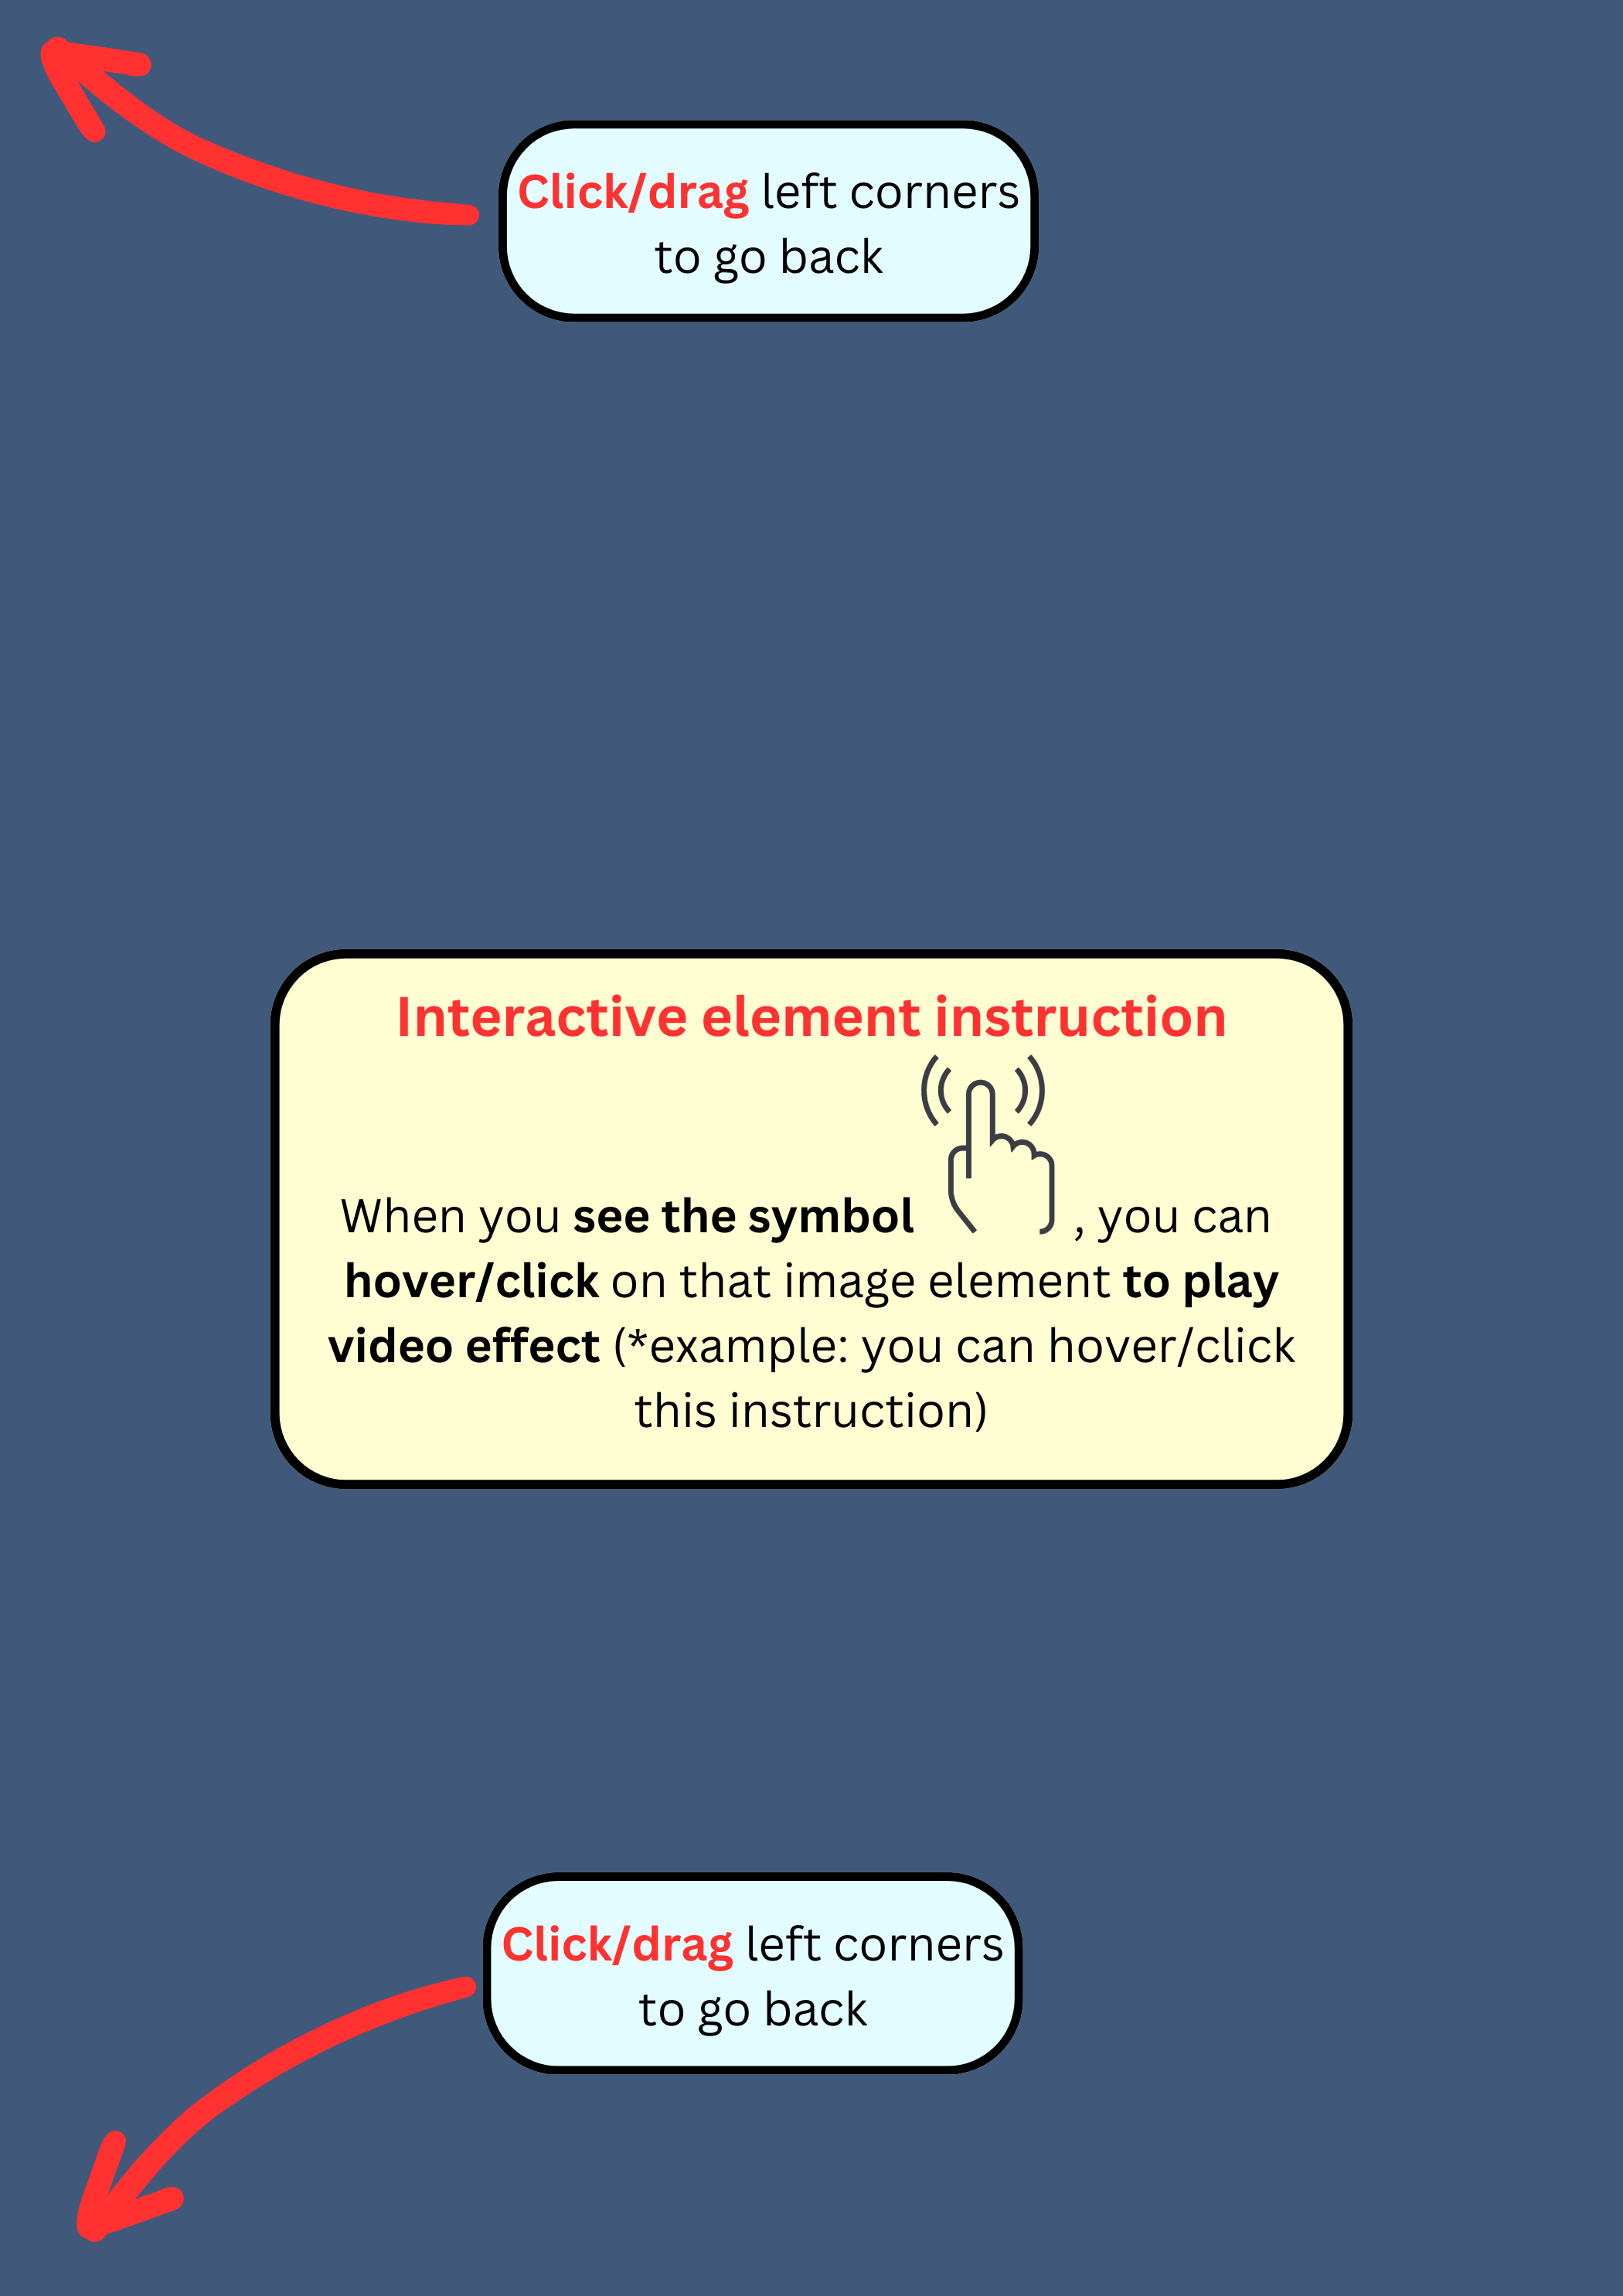 Click/drag left corners
to go back
Interactive element instruction
When you see the symbol , you can
hover/click on that image element to play
video effect (*example: you can hover/click
this instruction)
Click/drag left corners
to go back